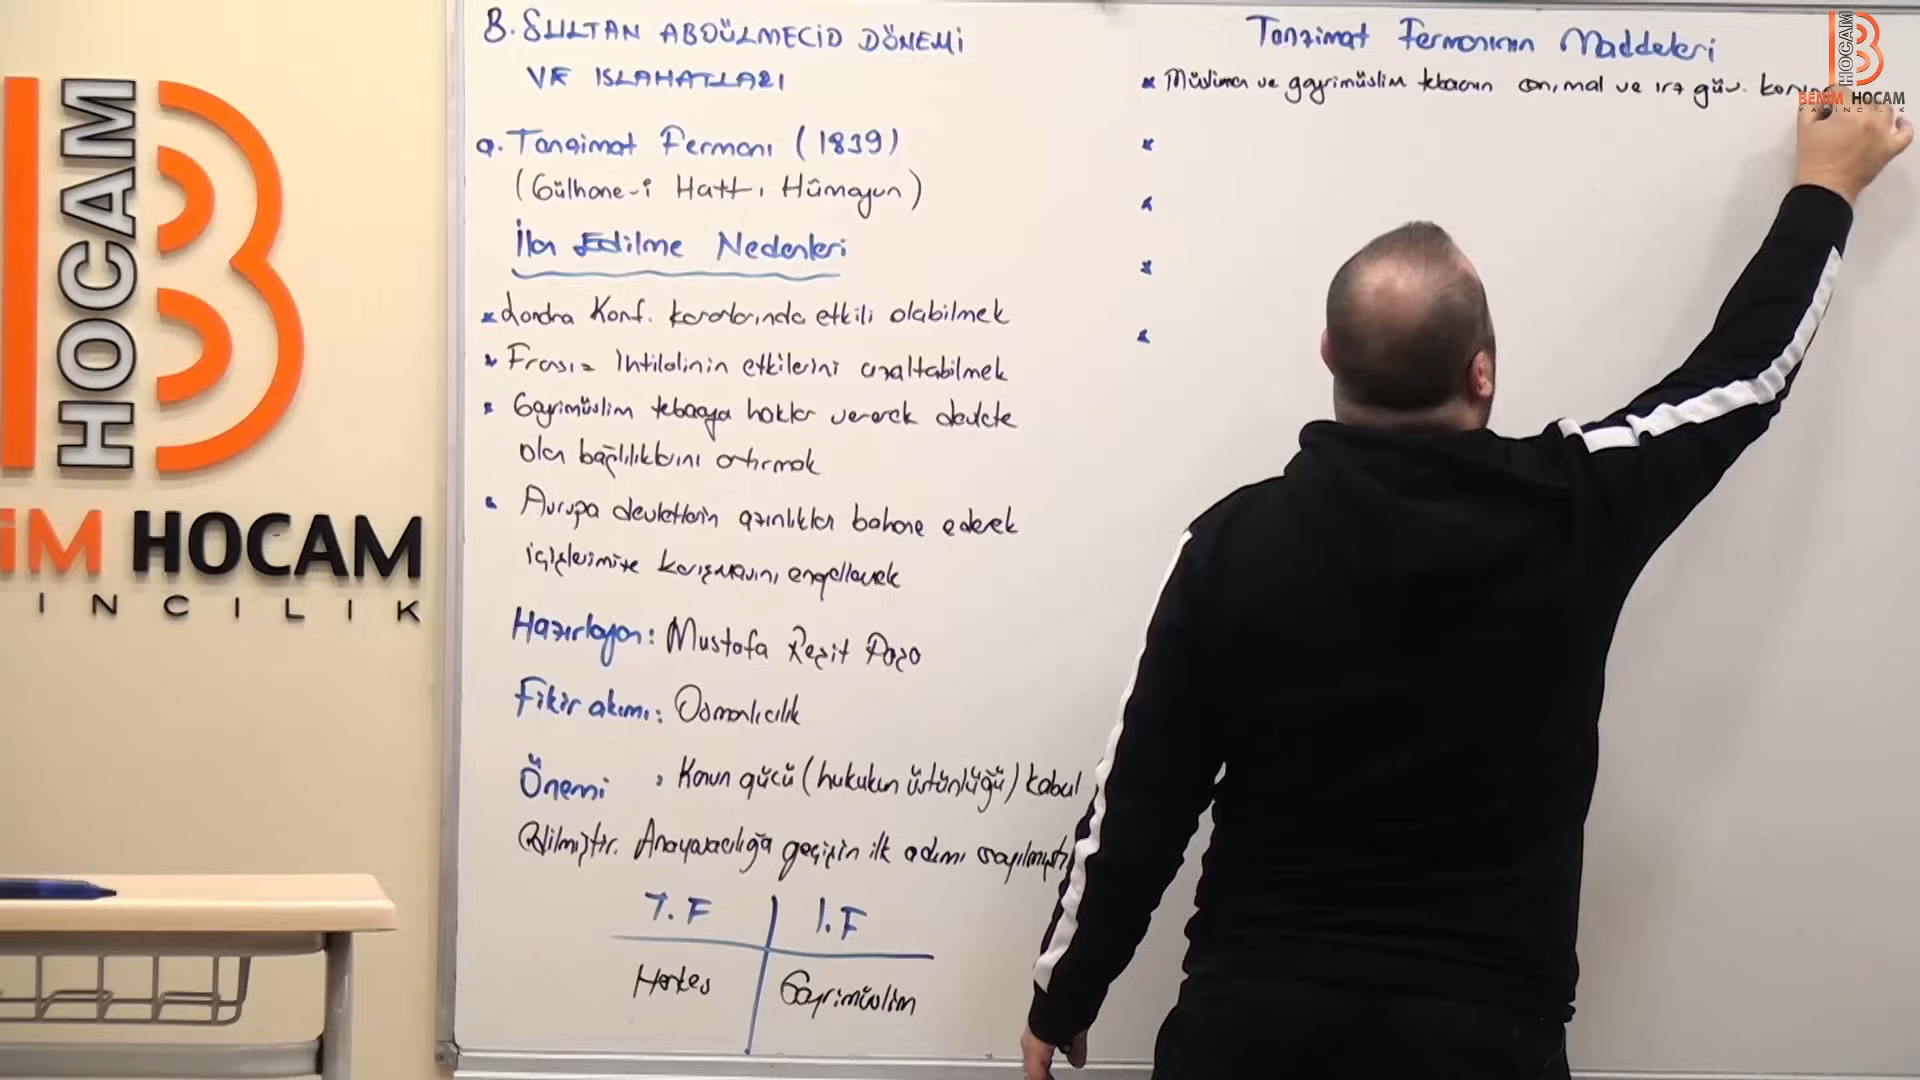 HOCAM
B
iM HOCAM
INCILIK
B. SULTAN ABDÜLMECİD DÖNEMİ
VE ISLAHATLARI
a. Tanzimat Fermanı (1839)
(Gülhane-i Hatt-ı Hümayun)
İlan Edilme Nedenleri
* Londra Konf. kararlarında etkili olabilmek
* Fransız İhtilalinin etkilerini azaltabilmek
* Gayrimüslim tebaaya haklar vererek devlete
olan bağlılıklarını artırmak
* Avrupa devletlerin azınlıkları bahane ederek
içişlerimize karışmasını engellemek
Hazırlayan: Mustafa Reşit Paşa
Fikir akımı: Osmanlıcılık
Önemi : Kanun gücü (hukukun üstünlüğü) kabul
edilmiştir. Anayasacılığa geçişin ilk adımı sayılmıştır
T.F I.F
Herkes Gayrimüslim
Tanzimat Fermanının Maddeleri
* Müslüman ve gayrimüslim tebaanın can, mal ve ırz güv.
*
*
*
*
HOCAM
B
BENİM HOCAM
YAYINCILIK